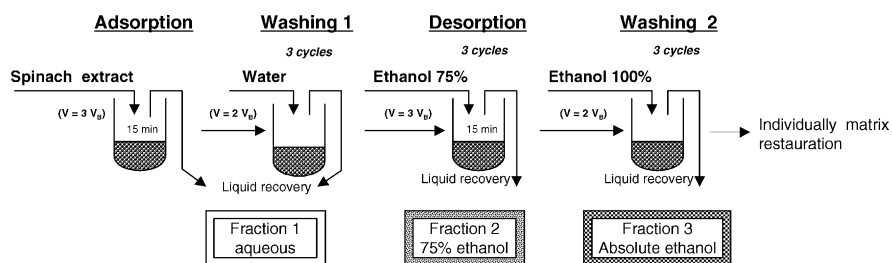 Adsorption
Washing 1
Desorption
Washing 2
3 cycles
3 cycles
3 cycles
Spinach extract
Water
Ethanol 75%
Ethanol 100%
(V = 3 VB)
15 min
(V = 2 VB)
(V = 3 VB)
15 min
(V = 2 VB)
Individually matrix
restauration
Liquid recovery
Liquid recovery
Liquid recovery
Fraction 1
aqueous
Fraction 2
75% ethanol
Fraction 3
Absolute ethanol